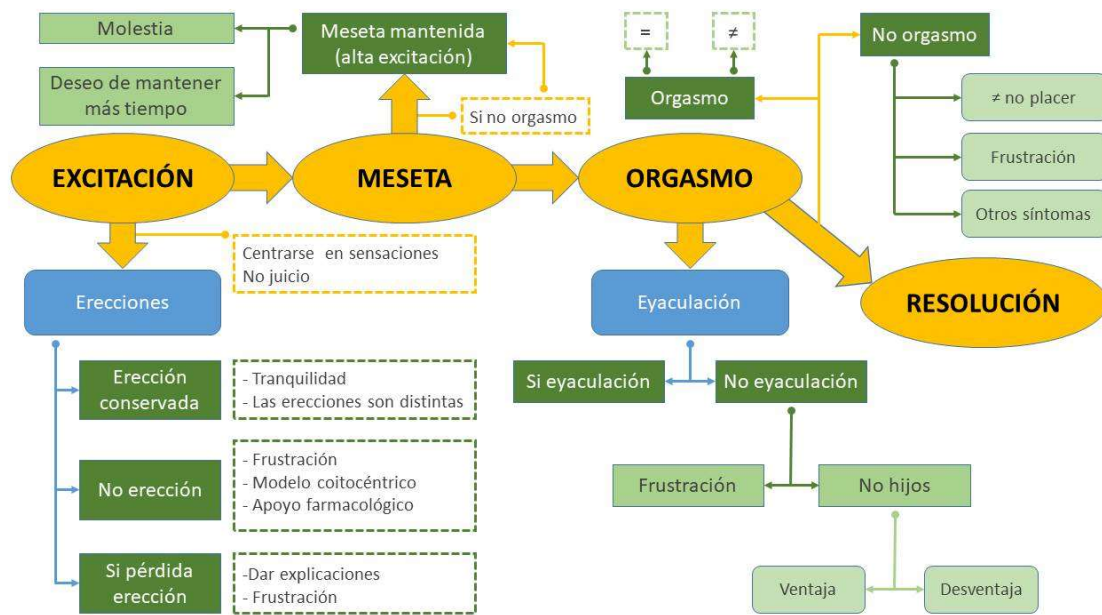 Molestia
Deseo de mantener
más tiempo
Meseta mantenida
(alta excitación)
Si no orgasmo
=
≠
Orgasmo
No orgasmo
≠ no placer
Frustración
Otros síntomas
EXCITACIÓN
MESETA
ORGASMO
RESOLUCIÓN
Centrarse en sensaciones
No juicio
Erecciones
Eyaculación
Erección
conservada
- Tranquilidad
- Las erecciones son distintas
No erección
- Frustración
- Modelo coitocéntrico
- Apoyo farmacológico
Si pérdida
erección
-Dar explicaciones
- Frustración
Si eyaculación
No eyaculación
Frustración
No hijos
Ventaja
Desventaja